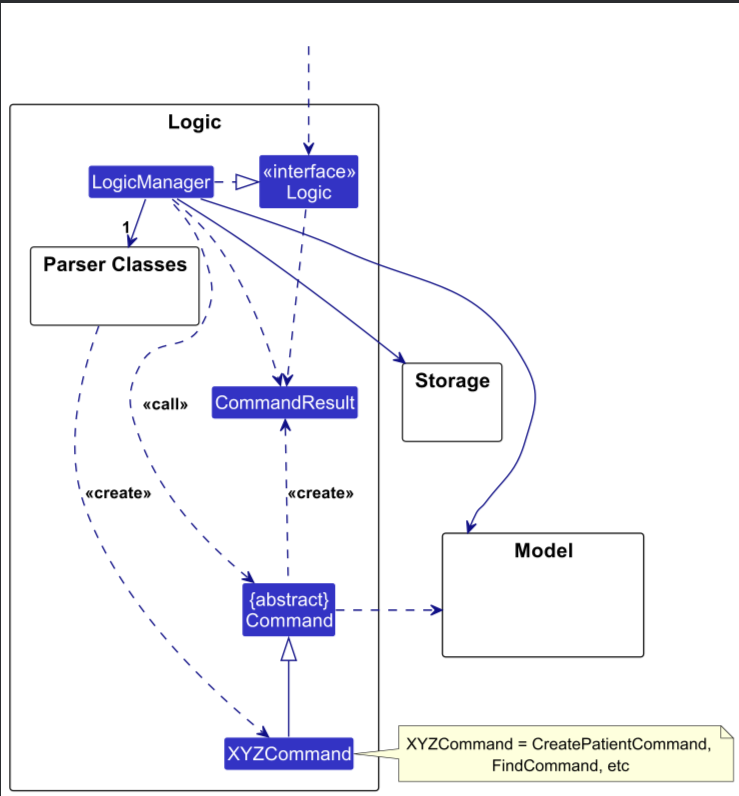 Logic
LogicManager
«interface»
Logic
1
Parser Classes
Storage
«call»
CommandResult
«create»
«create»
Model
{abstract}
Command
XYZCommand
XYZCommand = CreatePatientCommand,
FindCommand, etc